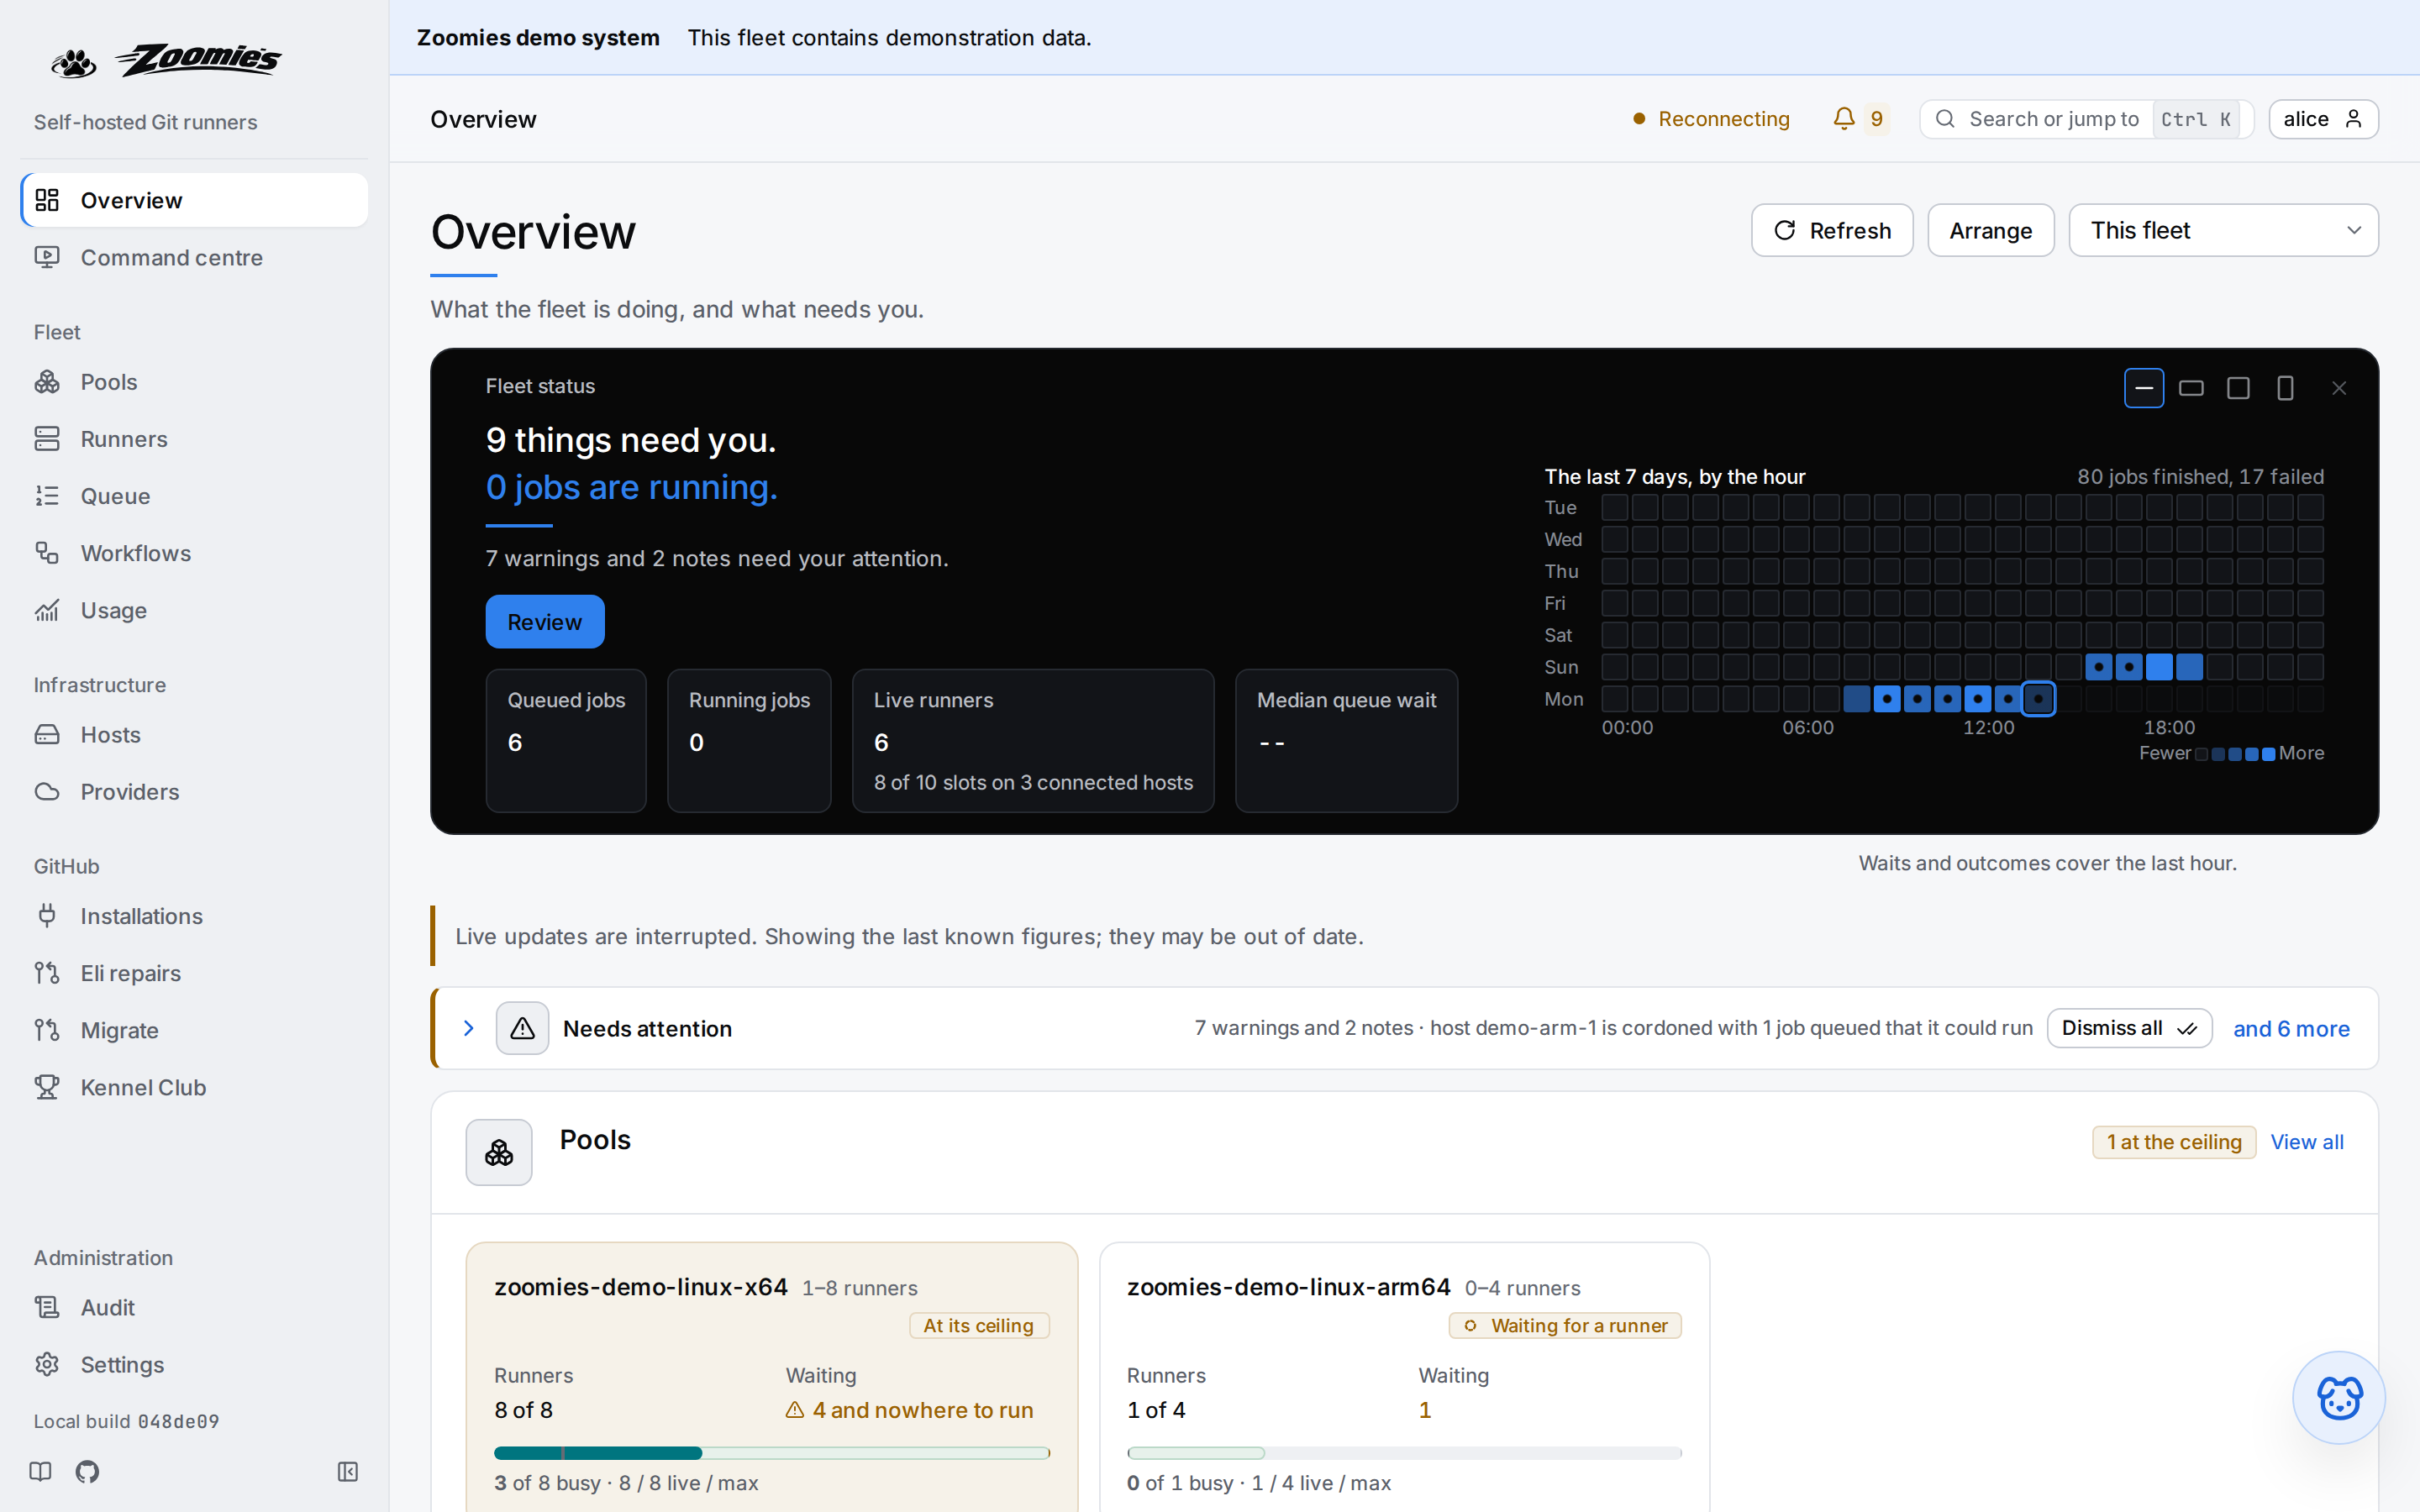 Zoomies
Self-hosted Git runners
Overview
Command centre
Fleet
Pools
Runners
Queue
Workflows
Usage
Infrastructure
Hosts
Providers
GitHub
Installations
Eli repairs
Migrate
Kennel Club
Administration
Audit
Settings
Local build 048de09
Zoomies demo system This fleet contains demonstration data.
Overview
Reconnecting
9
Search or jump to Ctrl K
alice
Overview
Refresh
Arrange
This fleet
What the fleet is doing, and what needs you.
Fleet status
9 things need you.
0 jobs are running.
7 warnings and 2 notes need your attention.
Review
Queued jobs
6
Running jobs
0
Live runners
6
8 of 10 slots on 3 connected hosts
Median queue wait
--
The last 7 days, by the hour
80 jobs finished, 17 failed
Tue
Wed
Thu
Fri
Sat
Sun
Mon
00:00 06:00 12:00 18:00
Fewer More
Waits and outcomes cover the last hour.
Live updates are interrupted. Showing the last known figures; they may be out of date.
Needs attention
7 warnings and 2 notes · host demo-arm-1 is cordoned with 1 job queued that it could run
Dismiss all
and 6 more
Pools
1 at the ceiling
View all
zoomies-demo-linux-x64 1–8 runners
At its ceiling
Runners Waiting
8 of 8 4 and nowhere to run
3 of 8 busy · 8 / 8 live / max
zoomies-demo-linux-arm64 0–4 runners
Waiting for a runner
Runners Waiting
1 of 4 1
0 of 1 busy · 1 / 4 live / max